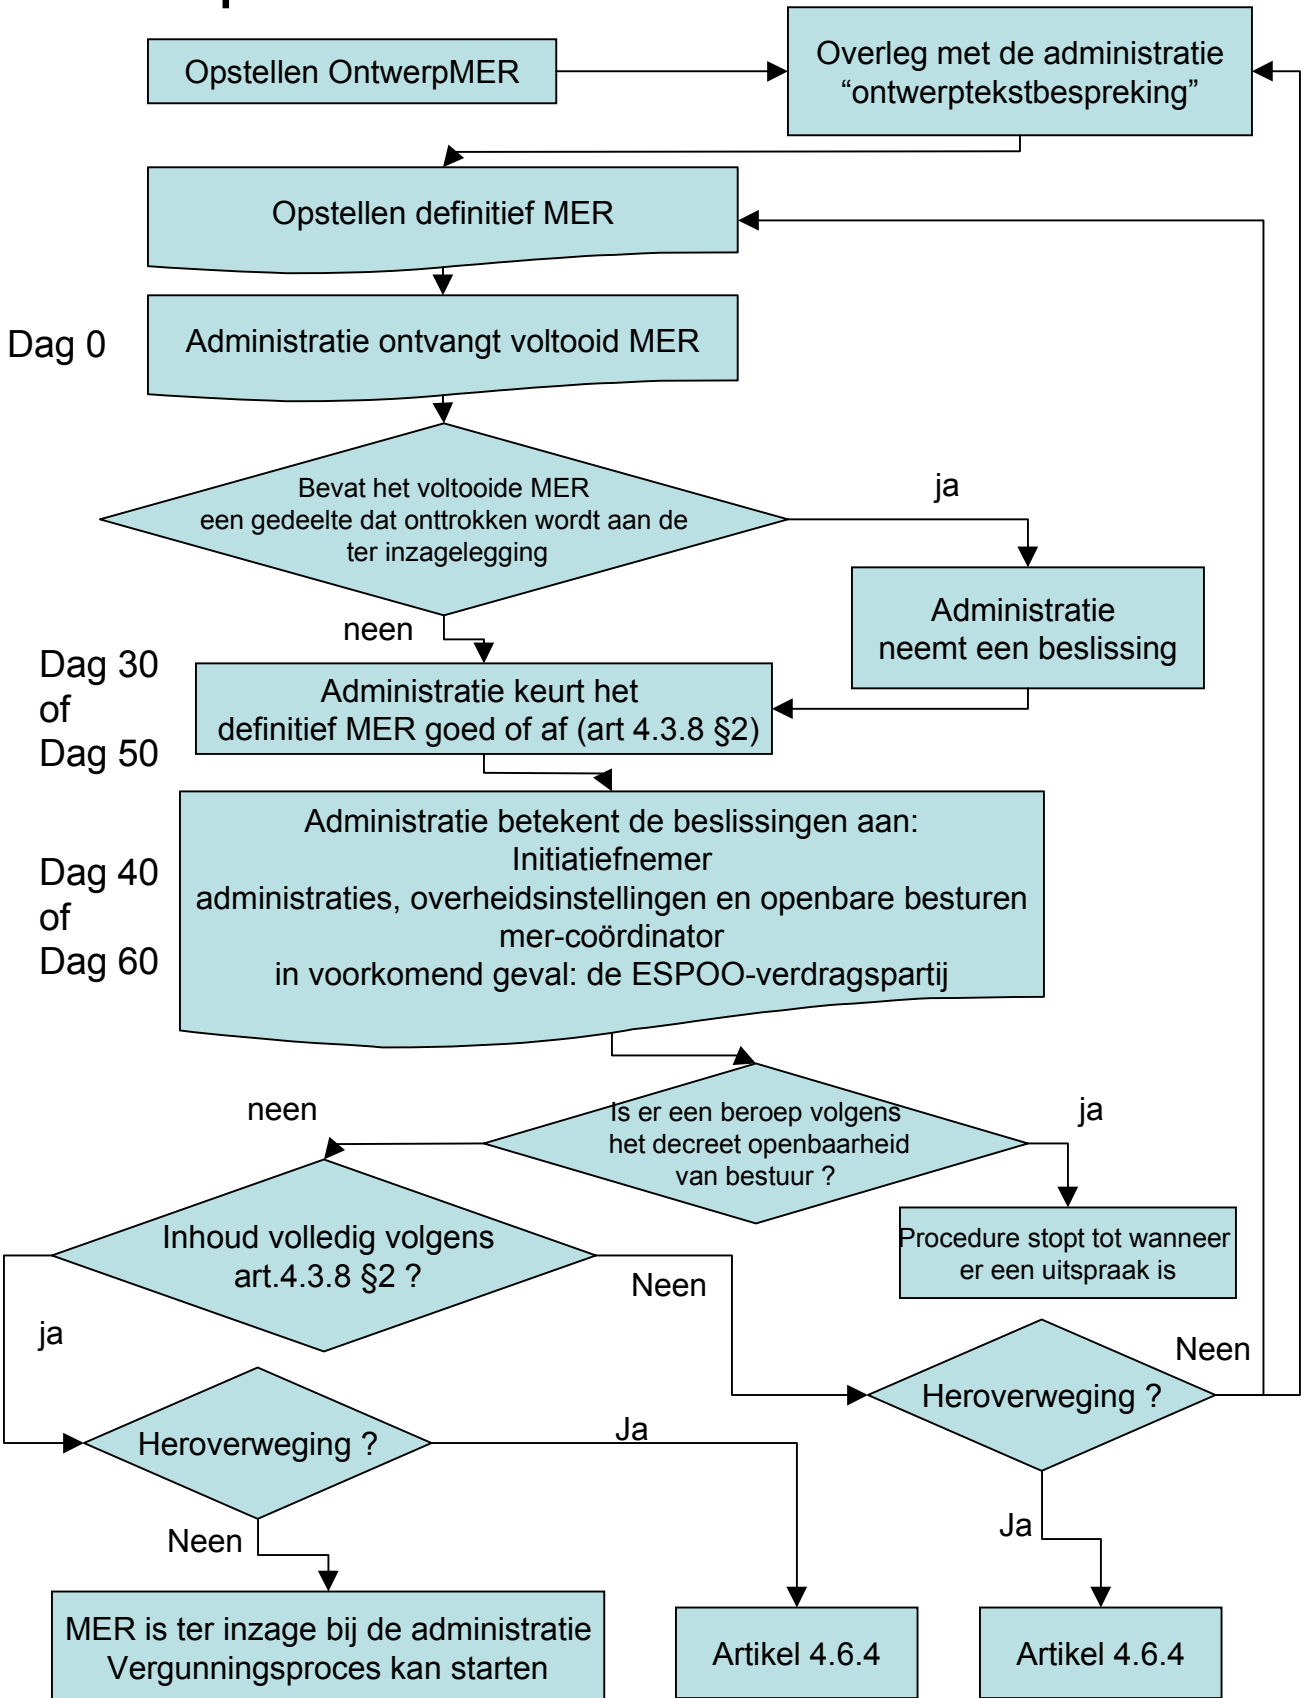 Opstellen OntwerpMER
Overleg met de administratie
“ontwerptekstbespreking”
Opstellen definitief MER
Dag 0
Administratie ontvangt voltooid MER
Bevat het voltooide MER
een gedeelte dat onttrokken wordt aan de
ter inzagelegging
ja
neen
Administratie
neemt een beslissing
Dag 30
of
Dag 50
Administratie keurt het
definitief MER goed of af (art 4.3.8 §2)
Dag 40
of
Dag 60
Administratie betekent de beslissingen aan:
Initiatiefnemer
administraties, overheidsinstellingen en openbare besturen
mer-coördinator
in voorkomend geval: de ESPOO-verdragspartij
neen
Is er een beroep volgens
het decreet openbaarheid
van bestuur ?
ja
Inhoud volledig volgens
art.4.3.8 §2 ?
Neen
Procedure stopt tot wanneer
er een uitspraak is
ja
Neen
Heroverweging ?
Heroverweging ?
Ja
Neen
Ja
MER is ter inzage bij de administratie
Vergunningsproces kan starten
Artikel 4.6.4
Artikel 4.6.4